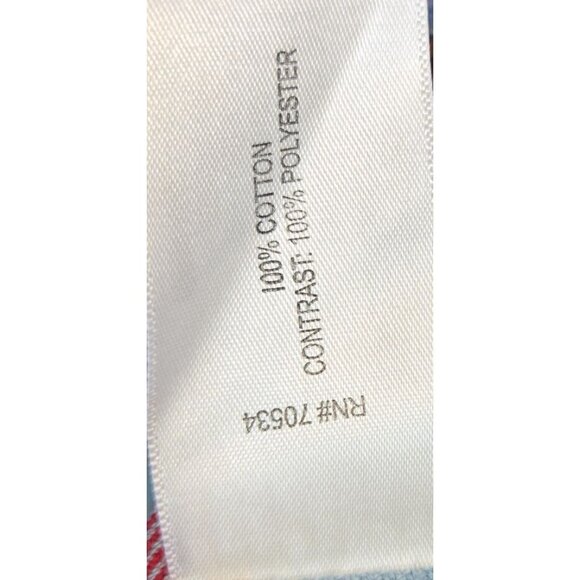 100% COTTON
CONTRAST: 100% POLYESTER
RN# 70534